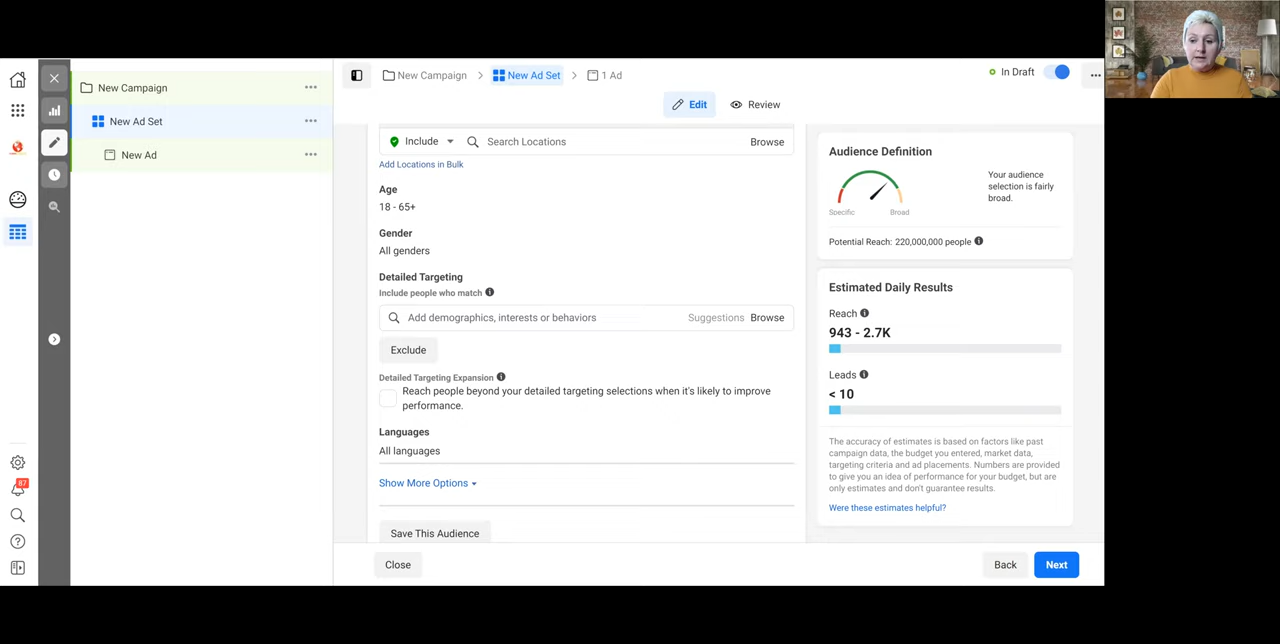 New Campaign
New Ad Set
New Ad
87
New Campaign
New Ad Set
1 Ad
In Draft
Edit
Review
Include
Search Locations
Browse
Add Locations in Bulk
Age
18 - 65+
Gender
All genders
Detailed Targeting
Include people who match
Add demographics, interests or behaviors
Suggestions
Browse
Exclude
Detailed Targeting Expansion
Reach people beyond your detailed targeting selections when it's likely to improve
performance.
Languages
All languages
Show More Options
Save This Audience
Close
Back
Next
Audience Definition
Specific
Broad
Your audience
selection is fairly
broad.
Potential Reach: 220,000,000 people
Estimated Daily Results
Reach
943 - 2.7K
Leads
< 10
The accuracy of estimates is based on factors like past
campaign data, the budget you entered, market data,
targeting criteria and ad placements. Numbers are provided
to give you an idea of performance for your budget, but are
only estimates and don't guarantee results.
Were these estimates helpful?